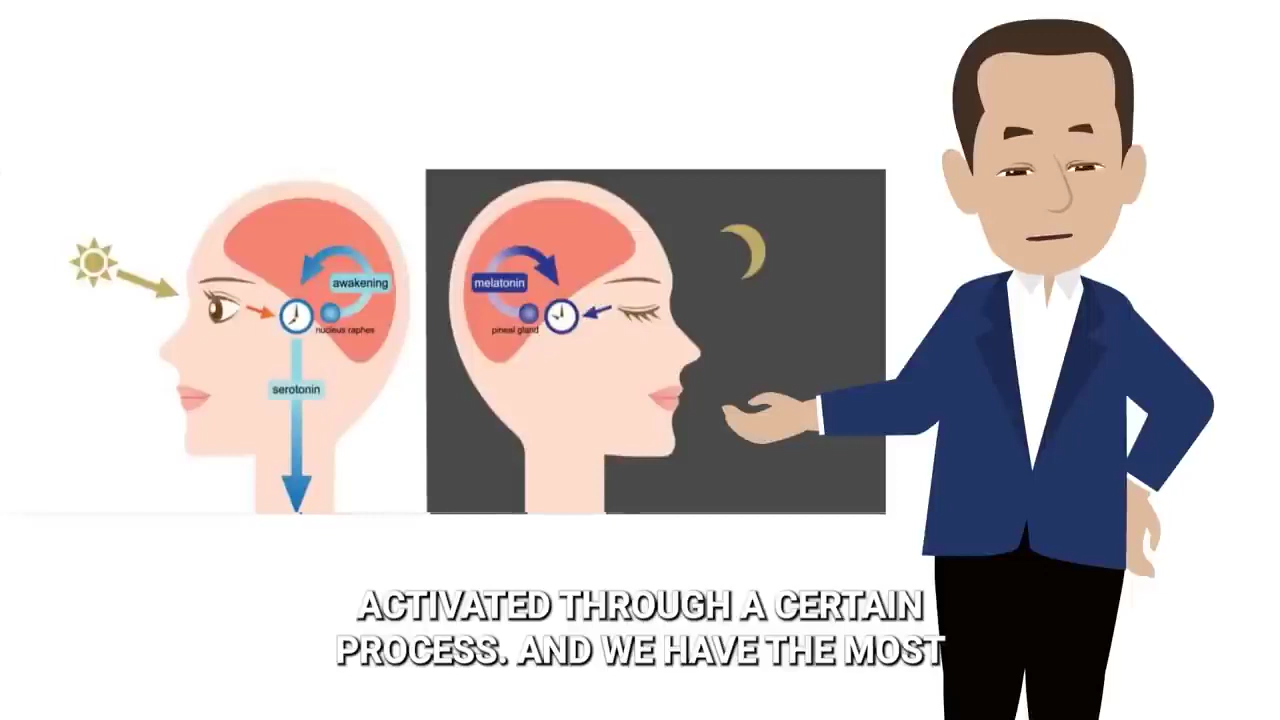 awakening
nucleus raphes
serotonin
melatonin
pineal gland
ACTIVATED THROUGH A CERTAIN
PROCESS. AND WE HAVE THE MOST